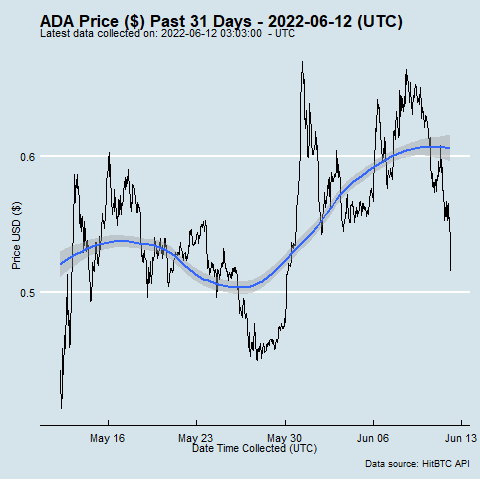 ADA Price ($) Past 31 Days - 2022-06-12 (UTC)
Latest data collected on: 2022-06-12 03:03:00 - UTC
Price USD ($)
0.6
0.5
May 16 May 23 May 30 Jun 06 Jun 13
Date Time Collected (UTC)
Data source: HitBTC API